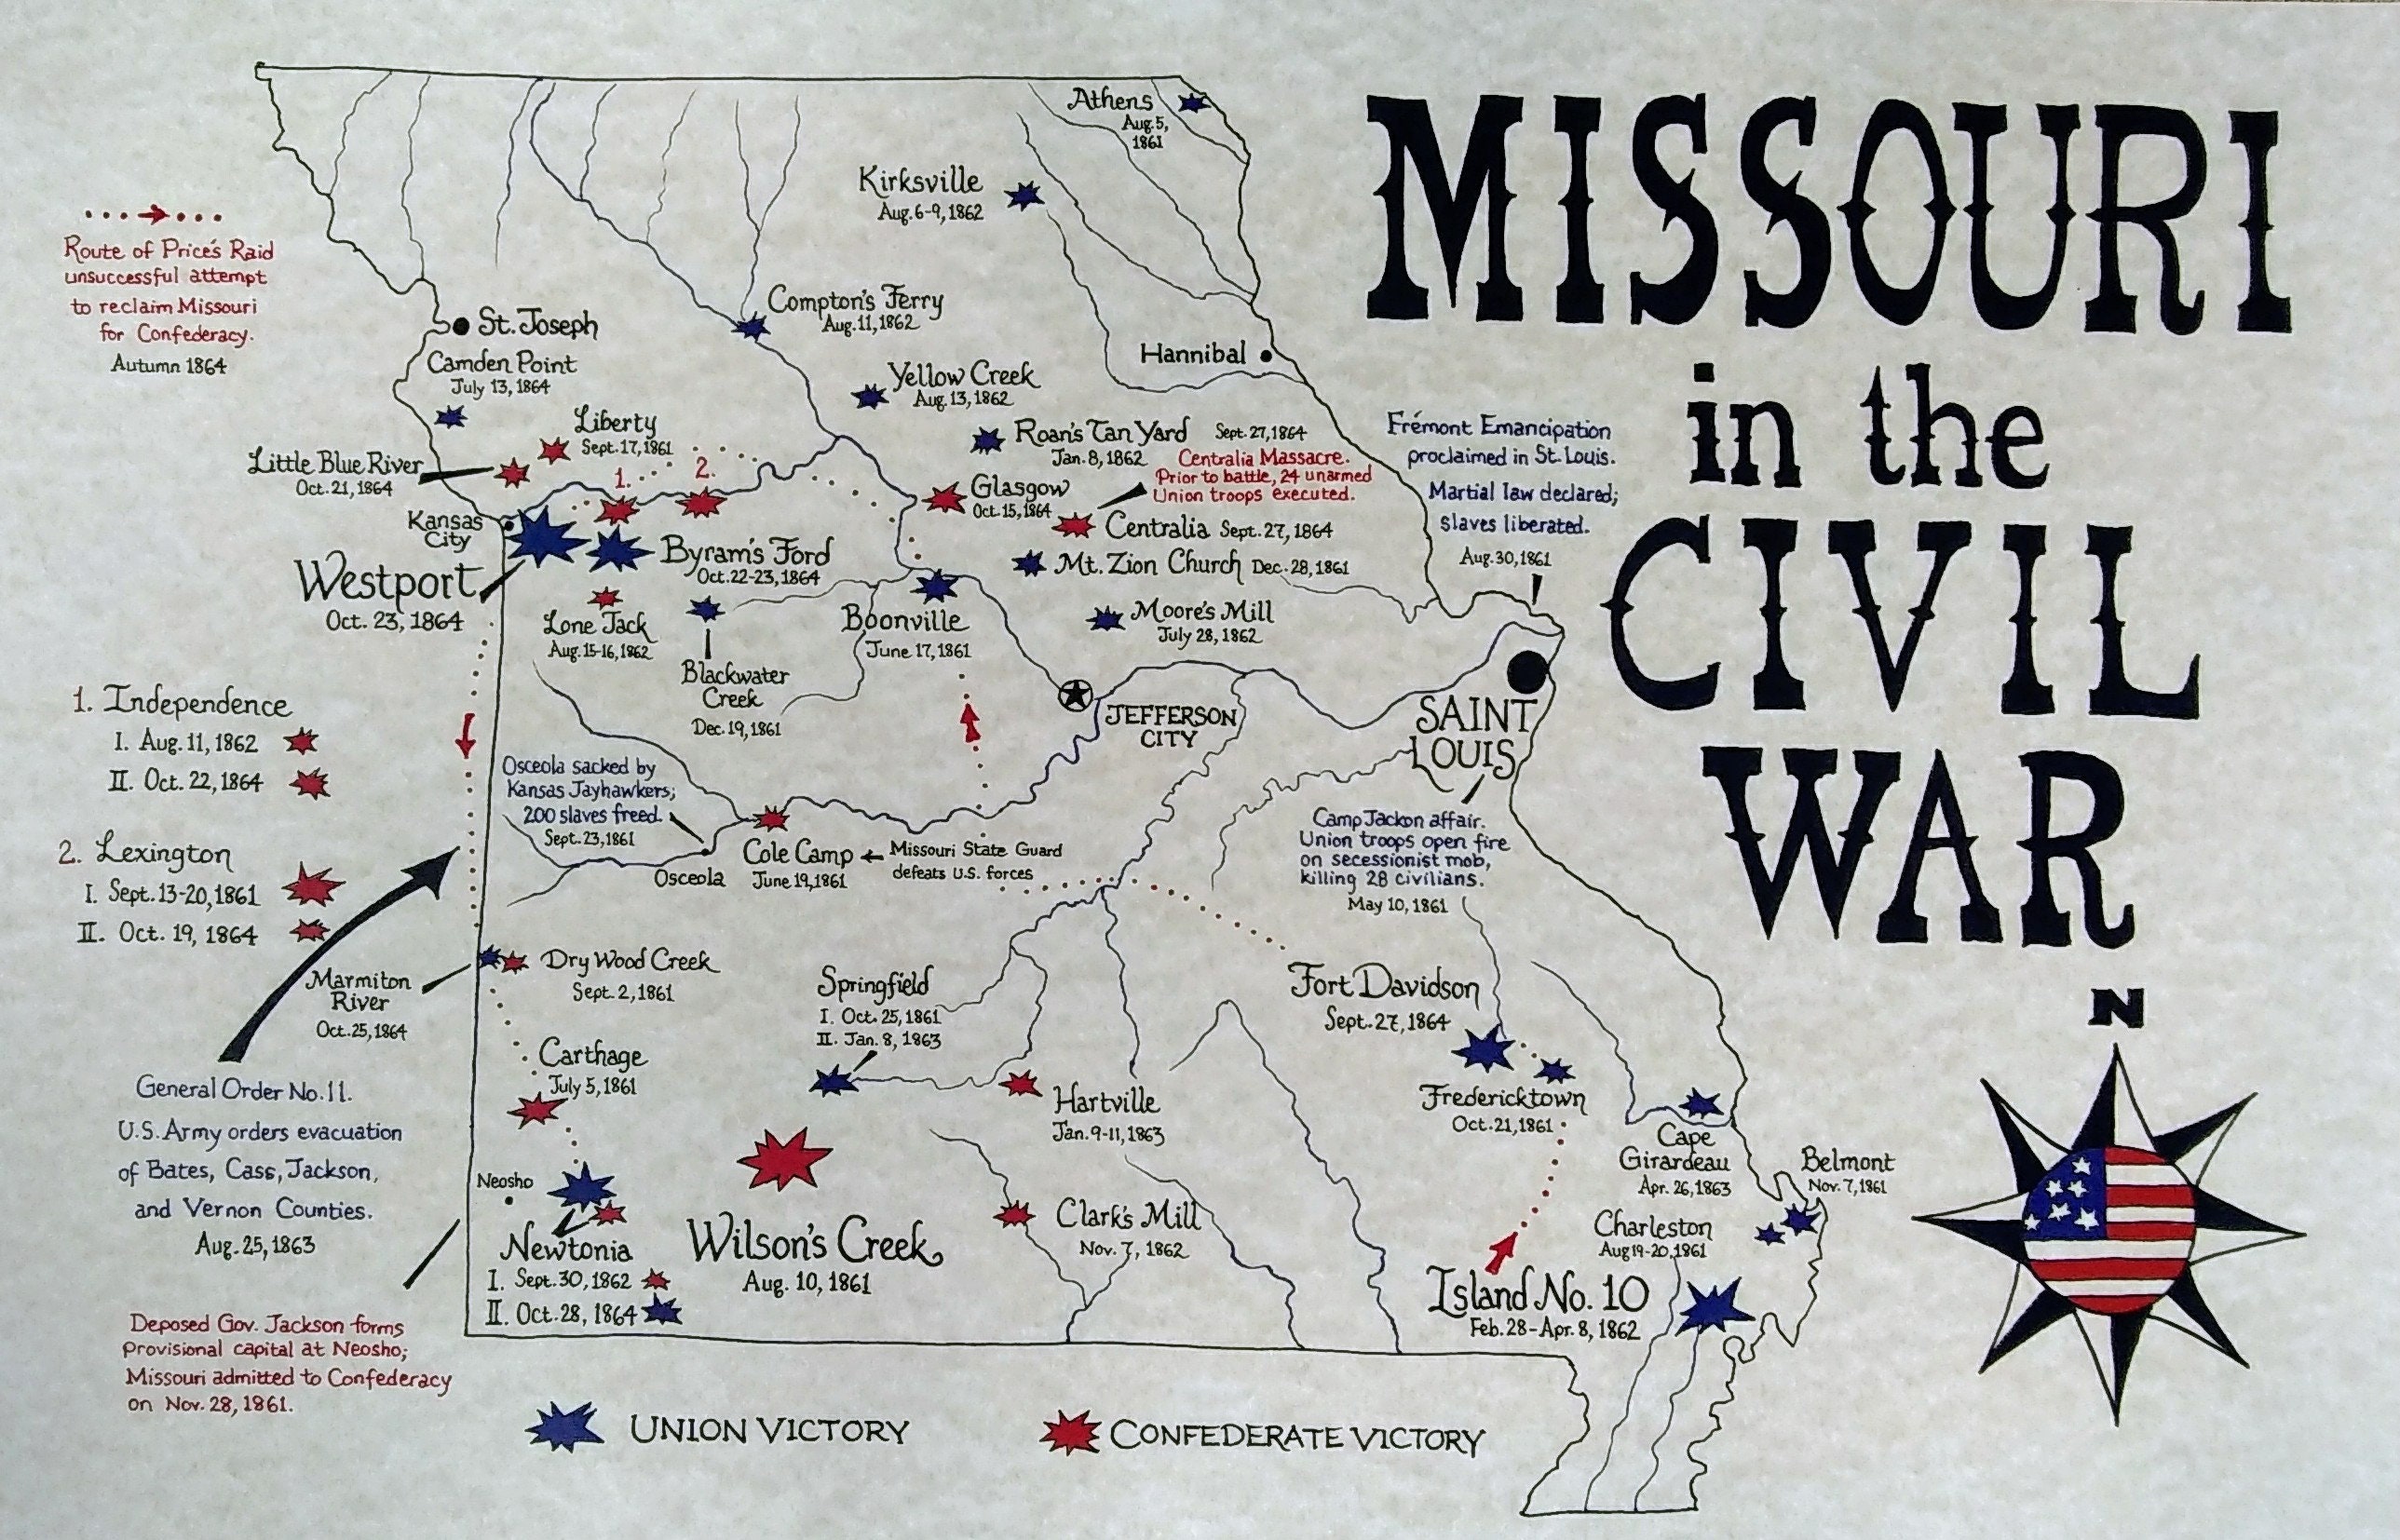 MISSOURI
in the
CIVIL
WAR
N
Route of Price's Raid
unsuccessful attempt
to reclaim Missouri
for Confederacy.
Autumn 1864
Athens
Aug. 5,
1861
Kirksville
Aug. 6-9, 1862
Compton's Ferry
Aug. 11, 1862
St. Joseph
Camden Point
July 13, 1864
Hannibal
Yellow Creek
Aug. 13, 1862
Liberty
Sept. 17, 1861
Little Blue River
Oct. 21, 1864
1.
2.
Roan's Tan Yard
Jan. 8, 1862
Sept. 27, 1864
Centralia Massacre.
Prior to battle, 24 unarmed
Union troops executed.
Glasgow
Oct. 15, 1864
Centralia Sept. 27, 1864
Mt. Zion Church Dec. 28, 1861
Moore's Mill
July 28, 1862
Frémont Emancipation
proclaimed in St. Louis.
Martial law declared;
slaves liberated.
Aug. 30, 1861
Kansas
City
Westport
Oct. 23, 1864
Byram's Ford
Oct. 22-23, 1864
Lone Jack
Aug. 15-16, 1862
Blackwater
Creek
Dec. 19, 1861
Boonville
June 17, 1861
JEFFERSON
CITY
SAINT
LOUIS
1. Independence
I. Aug. 11, 1862
II. Oct. 22, 1864
2. Lexington
I. Sept. 13-20, 1861
II. Oct. 19, 1864
Osceola sacked by
Kansas Jayhawkers;
200 slaves freed.
Sept. 23, 1861
Osceola
Cole Camp
June 19, 1861
Missouri State Guard
defeats U.S. forces
Camp Jackon affair.
Union troops open fire
on secessionist mob,
killing 28 civilians.
May 10, 1861
Marmiton
River
Oct. 25, 1864
Dry Wood Creek
Sept. 2, 1861
Springfield
I. Oct. 25, 1861
II. Jan. 8, 1863
Fort Davidson
Sept. 27, 1864
Carthage
July 5, 1861
Hartville
Jan. 9-11, 1863
Fredericktown
Oct. 21, 1861
Cape
Girardeau
Apr. 26, 1863
Belmont
Nov. 7, 1861
General Order No. 11.
U.S. Army orders evacuation
of Bates, Cass, Jackson,
and Vernon Counties.
Aug. 25, 1863
Neosho
Newtonia
I. Sept. 30, 1862
II. Oct. 28, 1864
Wilson's Creek
Aug. 10, 1861
Clark's Mill
Nov. 7, 1862
Charleston
Aug 19-20, 1861
Island No. 10
Feb. 28-Apr. 8, 1862
Deposed Gov. Jackson forms
provisional capital at Neosho;
Missouri admitted to Confederacy
on Nov. 28, 1861.
UNION VICTORY
CONFEDERATE VICTORY